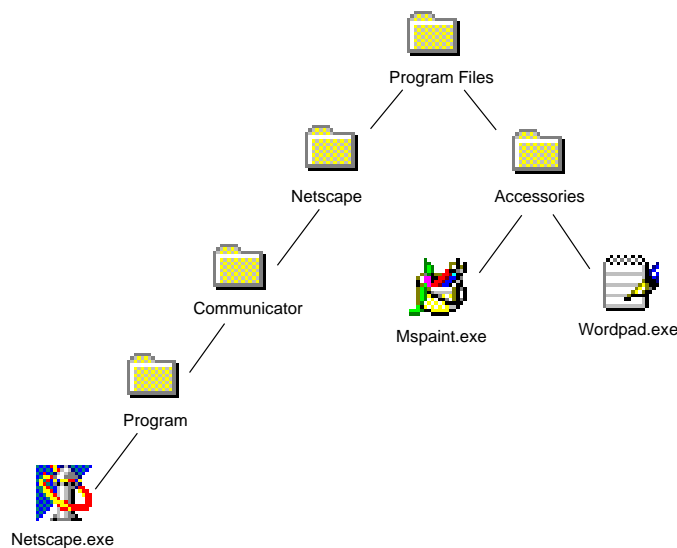 Program Files
Netscape
Accessories
Communicator
Mspaint.exe
Wordpad.exe
Program
Netscape.exe